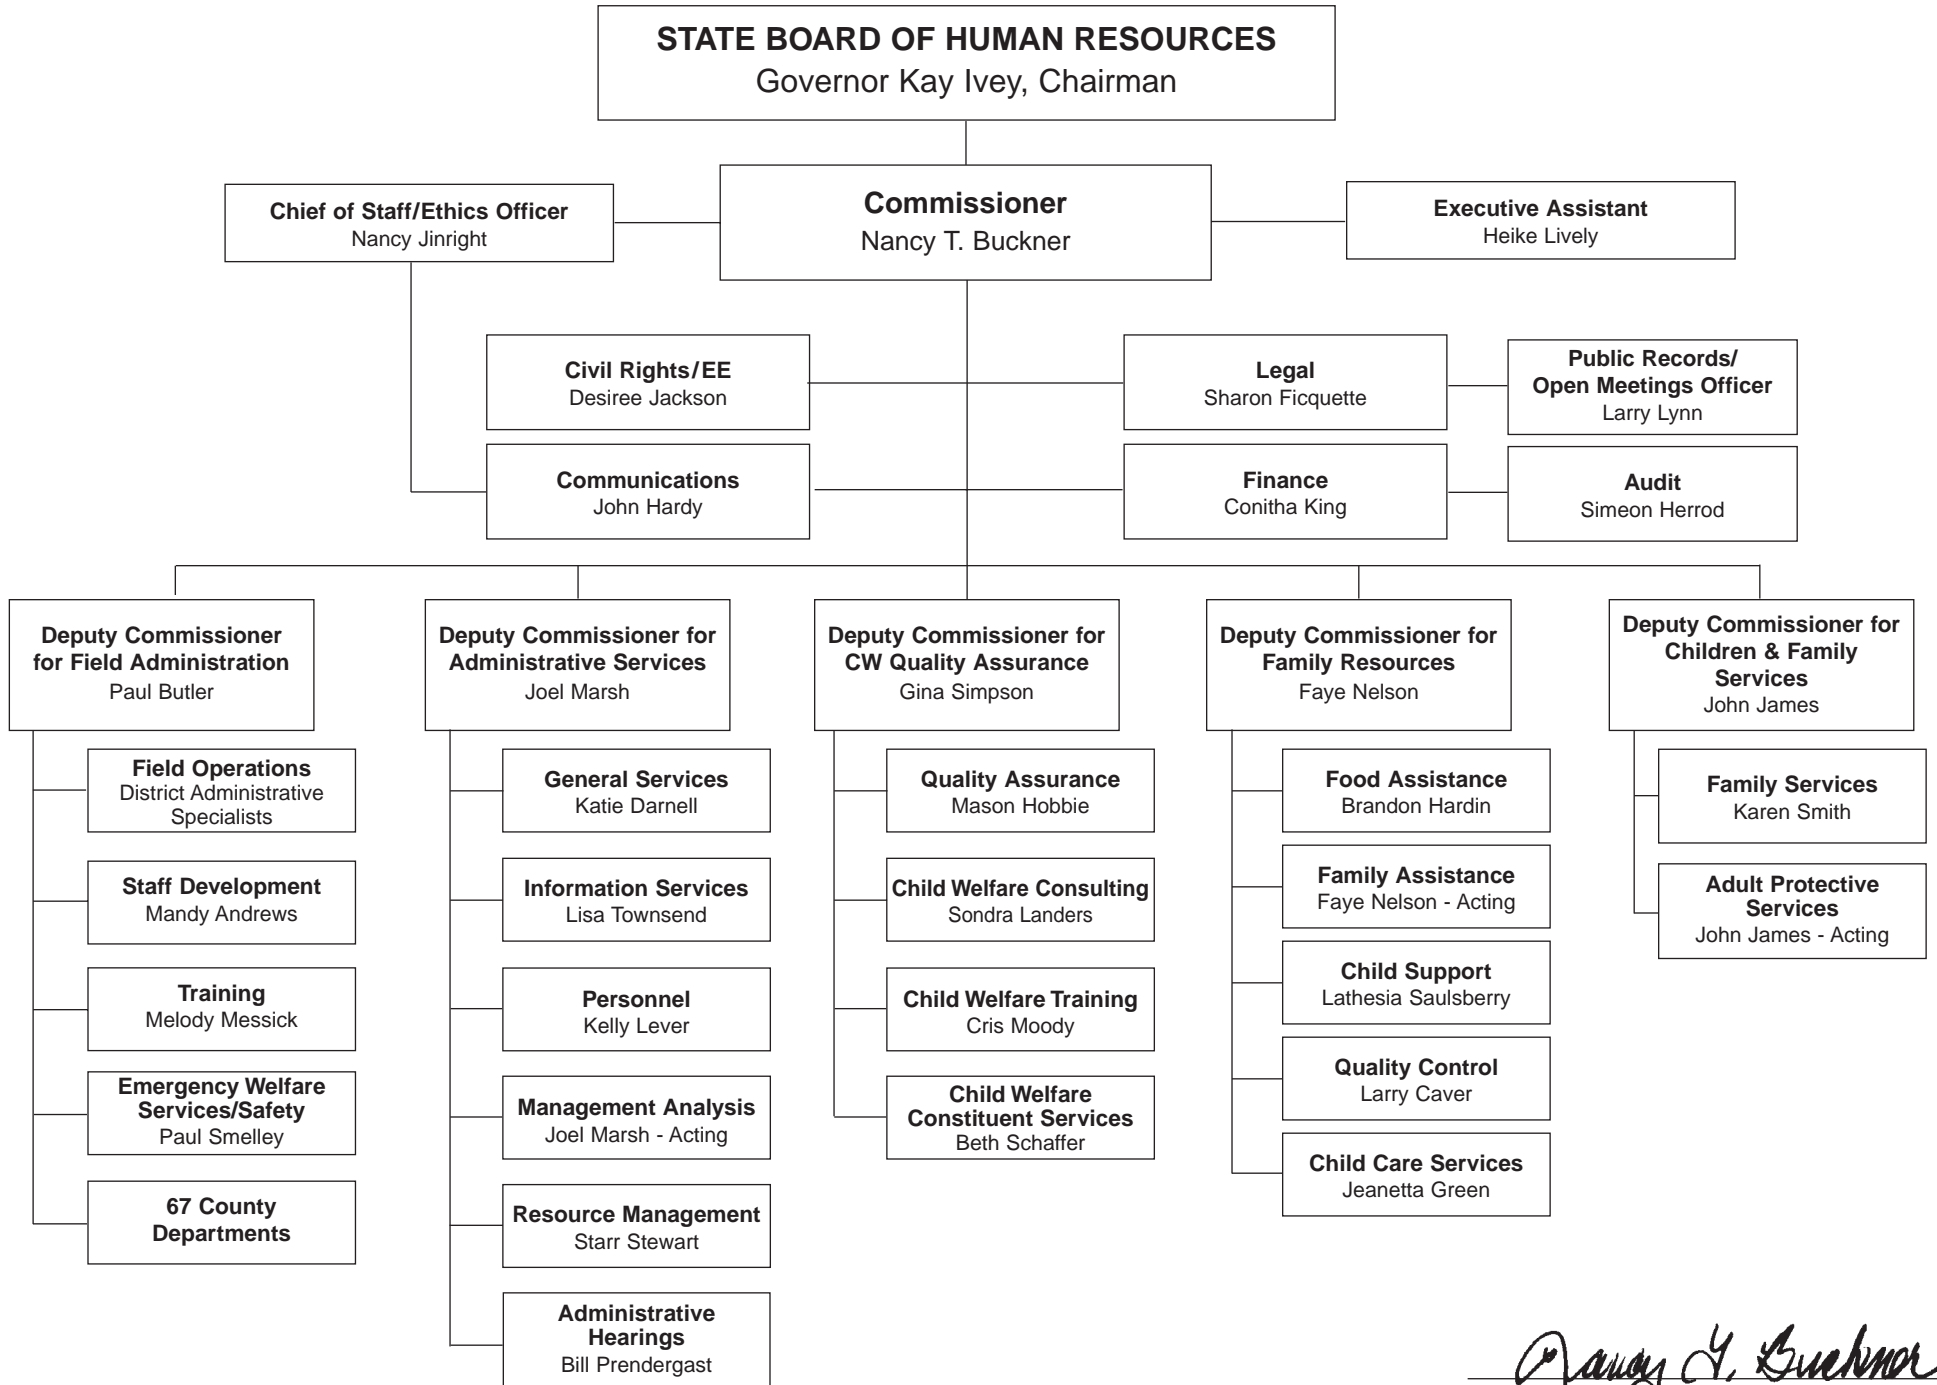 STATE BOARD OF HUMAN RESOURCES
Governor Kay Ivey, Chairman
Chief of Staff/Ethics Officer
Nancy Jinright
Commissioner
Nancy T. Buckner
Executive Assistant
Heike Lively
Civil Rights/EE
Desiree Jackson
Legal
Sharon Ficquette
Public Records/
Open Meetings Officer
Larry Lynn
Communications
John Hardy
Finance
Conitha King
Audit
Simeon Herrod
Deputy Commissioner
for Field Administration
Paul Butler
Deputy Commissioner for
Administrative Services
Joel Marsh
Deputy Commissioner for
CW Quality Assurance
Gina Simpson
Deputy Commissioner for
Family Resources
Faye Nelson
Deputy Commissioner for
Children & Family
Services
John James
Field Operations
District Administrative
Specialists
Staff Development
Mandy Andrews
Training
Melody Messick
Emergency Welfare
Services/Safety
Paul Smelley
67 County
Departments
General Services
Katie Darnell
Information Services
Lisa Townsend
Personnel
Kelly Lever
Management Analysis
Joel Marsh - Acting
Resource Management
Starr Stewart
Administrative
Hearings
Bill Prendergast
Quality Assurance
Mason Hobbie
Child Welfare Consulting
Sondra Landers
Child Welfare Training
Cris Moody
Child Welfare
Constituent Services
Beth Schaffer
Food Assistance
Brandon Hardin
Family Assistance
Faye Nelson - Acting
Child Support
Lathesia Saulsberry
Quality Control
Larry Caver
Child Care Services
Jeanetta Green
Family Services
Karen Smith
Adult Protective
Services
John James - Acting
Nancy T. Buckner